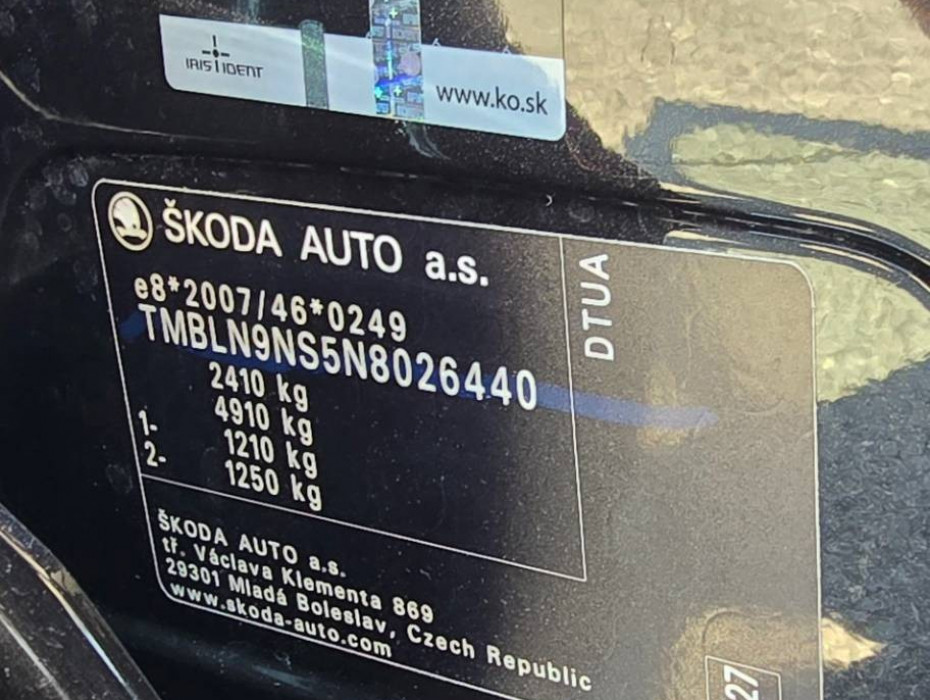 IRIS IDENT
www.ko.sk
ŠKODA AUTO a.s.
e8*2007/46*0249
TMBLN9NS5N8026440
2410 kg
4910 kg
1- 1210 kg
2- 1250 kg
DTUA
ŠKODA AUTO a.s.
tř. Václava Klementa 869
29301 Mladá Boleslav, Czech Republic
www.skoda-auto.com
27